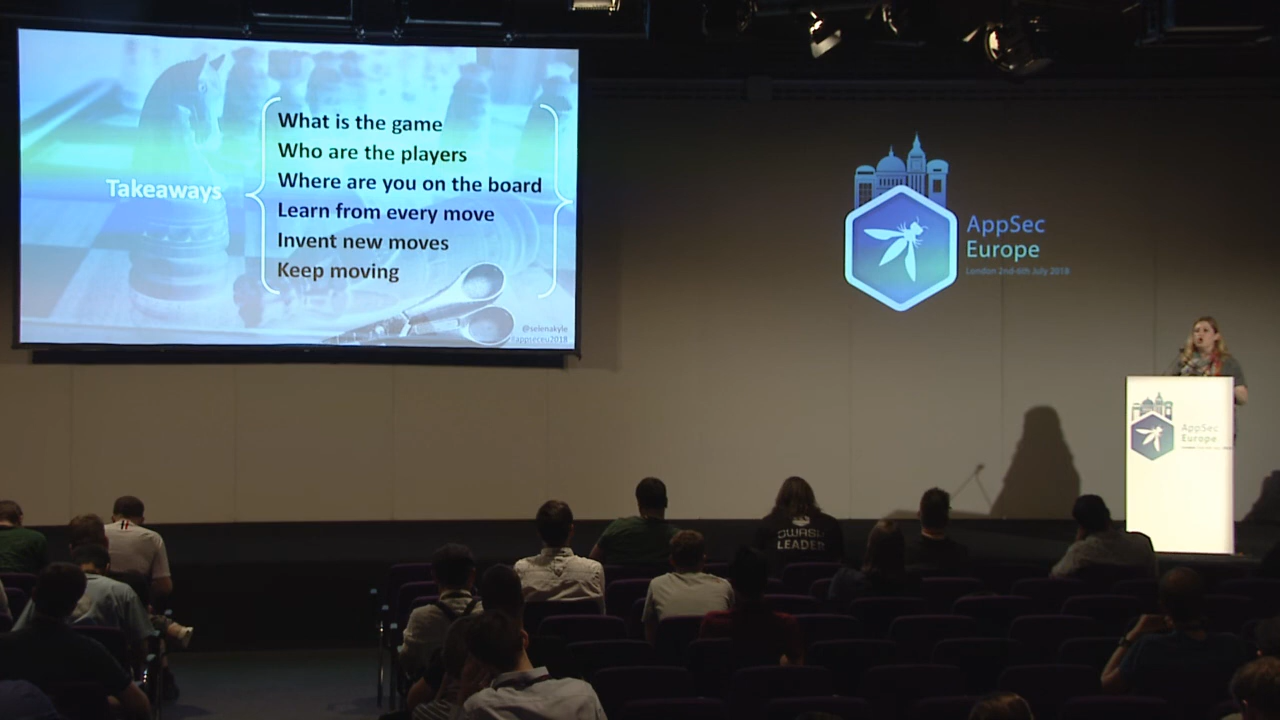 Takeaways
What is the game
Who are the players
Where are you on the board
Learn from every move
Invent new moves
Keep moving
@selenakyle
#appseceu2018
AppSec
Europe
London 2nd-6th July 2018
AppSec
Europe.
OWASP
LEADER